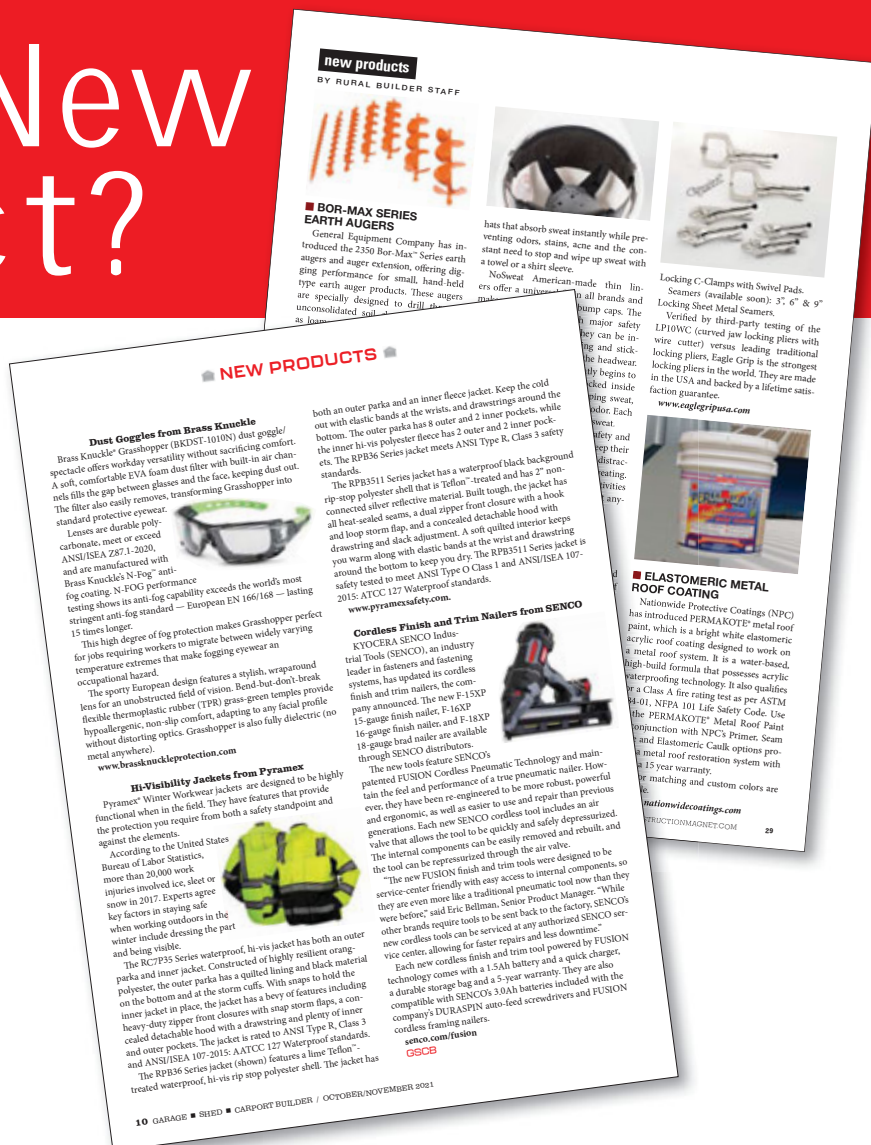 New
ct?
new products
BY RURAL BUILDER STAFF
■ BOR-MAX SERIES
EARTH AUGERS
General Equipment Company has in-
troduced the 2350 Bor-Max™ Series earth
augers and auger extension, offering dig-
ging performance for small, hand-held
type earth auger products. These augers
are specially designed to drill
unconsolidated soil
as loam
hats that absorb sweat instantly while pre-
venting odors, stains, acne and the con-
stant need to stop and wipe up sweat with
a towel or a shirt sleeve.
NoSweat American-made thin lin-
ers offer a universal all brands and
bump caps. The
major safety
they can be in-
ing and stick-
the headwear.
tly begins to
cked inside
ping sweat,
odor. Each
sweat.
afety and
eep their
distrac-
eating.
tivities
any-
Locking C-Clamps with Swivel Pads.
Seamers (available soon): 3", 6" & 9"
Locking Sheet Metal Seamers.
Verified by third-party testing of the
LP10WC (curved jaw locking pliers with
wire cutter) versus leading traditional
locking pliers, Eagle Grip is the strongest
locking pliers in the world. They are made
in the USA and backed by a lifetime satis-
faction guarantee.
www.eaglegripusa.com
■ ELASTOMERIC METAL
ROOF COATING
Nationwide Protective Coatings (NPC)
has introduced PERMAKOTE® metal roof
paint, which is a bright white elastomeric
acrylic roof coating designed to work on
a metal roof system. It is a water-based,
high-build formula that possesses acrylic
waterproofing technology. It also qualifies
or a Class A fire rating test as per ASTM
84-01, NFPA 101 Life Safety Code. Use
the PERMAKOTE® Metal Roof Paint
conjunction with NPC's Primer, Seam
e and Elastomeric Caulk options pro-
a metal roof restoration system with
a 15 year warranty.
or matching and custom colors are
le.
nationwidecoatings.com
STRUCTIONMAGNET.COM 29
NEW PRODUCTS
Dust Goggles from Brass Knuckle
Brass Knuckle® Grasshopper (BKDST-1010N) dust goggle/
spectacle offers workday versatility without sacrificing comfort.
A soft, comfortable EVA foam dust filter with built-in air chan-
nels fills the gap between glasses and the face, keeping dust out.
The filter also easily removes, transforming Grasshopper into
standard protective eyewear.
Lenses are durable poly-
carbonate, meet or exceed
ANSI/ISEA Z87.1-2020,
and are manufactured with
Brass Knuckle's N-Fog™ anti-
fog coating. N-FOG performance
testing shows its anti-fog capability exceeds the world's most
stringent anti-fog standard — European EN 166/168 — lasting
15 times longer.
This high degree of fog protection makes Grasshopper perfect
for jobs requiring workers to migrate between widely varying
temperature extremes that make fogging eyewear an
occupational hazard.
The sporty European design features a stylish, wraparound
lens for an unobstructed field of vision. Bend-but-don't-break
flexible thermoplastic rubber (TPR) grass-green temples provide
hypoallergenic, non-slip comfort, adapting to any facial profile
without distorting optics. Grasshopper is also fully dielectric (no
metal anywhere).
www.brassknuckleprotection.com
Hi-Visibility Jackets from Pyramex
Pyramex® Winter Workwear jackets are designed to be highly
functional when in the field. They have features that provide
the protection you require from both a safety standpoint and
against the elements.
According to the United States
Bureau of Labor Statistics,
more than 20,000 work
injuries involved ice, sleet or
snow in 2017. Experts agree
key factors in staying safe
when working outdoors in the
winter include dressing the part
and being visible.
The RC7P35 Series waterproof, hi-vis jacket has both an outer
parka and inner jacket. Constructed of highly resilient orang-
polyester, the outer parka has a quilted lining and black material
on the bottom and at the storm cuffs. With snaps to hold the
inner jacket in place, the jacket has a bevy of features including
heavy-duty zipper front closures with snap storm flaps, a con-
cealed detachable hood with a drawstring and plenty of inner
and outer pockets. The jacket is rated to ANSI Type R, Class 3
and ANSI/ISEA 107-2015: AATCC 127 Waterproof standards.
The RPB36 Series jacket (shown) features a lime Teflon™-
treated waterproof, hi-vis rip stop polyester shell. The jacket has
both an outer parka and an inner fleece jacket. Keep the cold
out with elastic bands at the wrists, and drawstrings around the
bottom. The outer parka has 8 outer and 2 inner pockets, while
the inner hi-vis polyester fleece has 2 outer and 2 inner pock-
ets. The RPB36 Series jacket meets ANSI Type R, Class 3 safety
standards.
The RPB3511 Series jacket has a waterproof black background
rip-stop polyester shell that is Teflon™-treated and has 2" non-
connected silver reflective material. Built tough, the jacket has
all heat-sealed seams, a dual zipper front closure with a hook
and loop storm flap, and a concealed detachable hood with
drawstring and slack adjustment. A soft quilted interior keeps
you warm along with elastic bands at the wrist and drawstring
around the bottom to keep you dry. The RPB3511 Series jacket is
safety tested to meet ANSI Type O Class 1 and ANSI/ISEA 107-
2015: ATCC 127 Waterproof standards.
www.pyramexsafety.com.
Cordless Finish and Trim Nailers from SENCO
KYOCERA SENCO Indus-
trial Tools (SENCO), an industry
leader in fasteners and fastening
systems, has updated its cordless
finish and trim nailers, the com-
pany announced. The new F-15XP
15-gauge finish nailer, F-16XP
16-gauge finish nailer, and F-18XP
18-gauge brad nailer are available
through SENCO distributors.
The new tools feature SENCO's
patented FUSION Cordless Pneumatic Technology and main-
tain the feel and performance of a true pneumatic nailer. How-
ever, they have been re-engineered to be more robust, powerful
and ergonomic, as well as easier to use and repair than previous
generations. Each new SENCO cordless tool includes an air
valve that allows the tool to be quickly and safely depressurized.
The internal components can be easily removed and rebuilt, and
the tool can be repressurized through the air valve.
"The new FUSION finish and trim tools were designed to be
service-center friendly with easy access to internal components, so
they are even more like a traditional pneumatic tool now than they
were before," said Eric Bellman, Senior Product Manager. "While
other brands require tools to be sent back to the factory, SENCO's
new cordless tools can be serviced at any authorized SENCO ser-
vice center, allowing for faster repairs and less downtime."
Each new cordless finish and trim tool powered by FUSION
technology comes with a 1.5Ah battery and a quick charger,
a durable storage bag and a 5-year warranty. They are also
compatible with SENCO's 3.0Ah batteries included with the
company's DURASPIN auto-feed screwdrivers and FUSION
cordless framing nailers.
senco.com/fusion
GSCB
10 GARAGE ■ SHED ■ CARPORT BUILDER / OCTOBER/NOVEMBER 2021